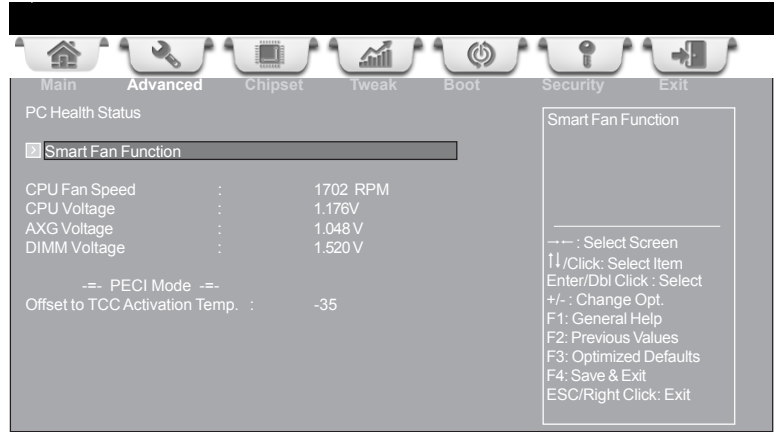 Main Advanced Chipset Tweak Boot Security Exit
PC Health Status
Smart Fan Function
CPU Fan Speed : 1702 RPM
CPU Voltage : 1.176V
AXG Voltage : 1.048 V
DIMM Voltage : 1.520 V
-=- PECI Mode -=-
Offset to TCC Activation Temp. : -35
Smart Fan Function
→← : Select Screen
↑↓/Click: Select Item
Enter/Dbl Click : Select
+/- : Change Opt.
F1: General Help
F2: Previous Values
F3: Optimized Defaults
F4: Save & Exit
ESC/Right Click: Exit